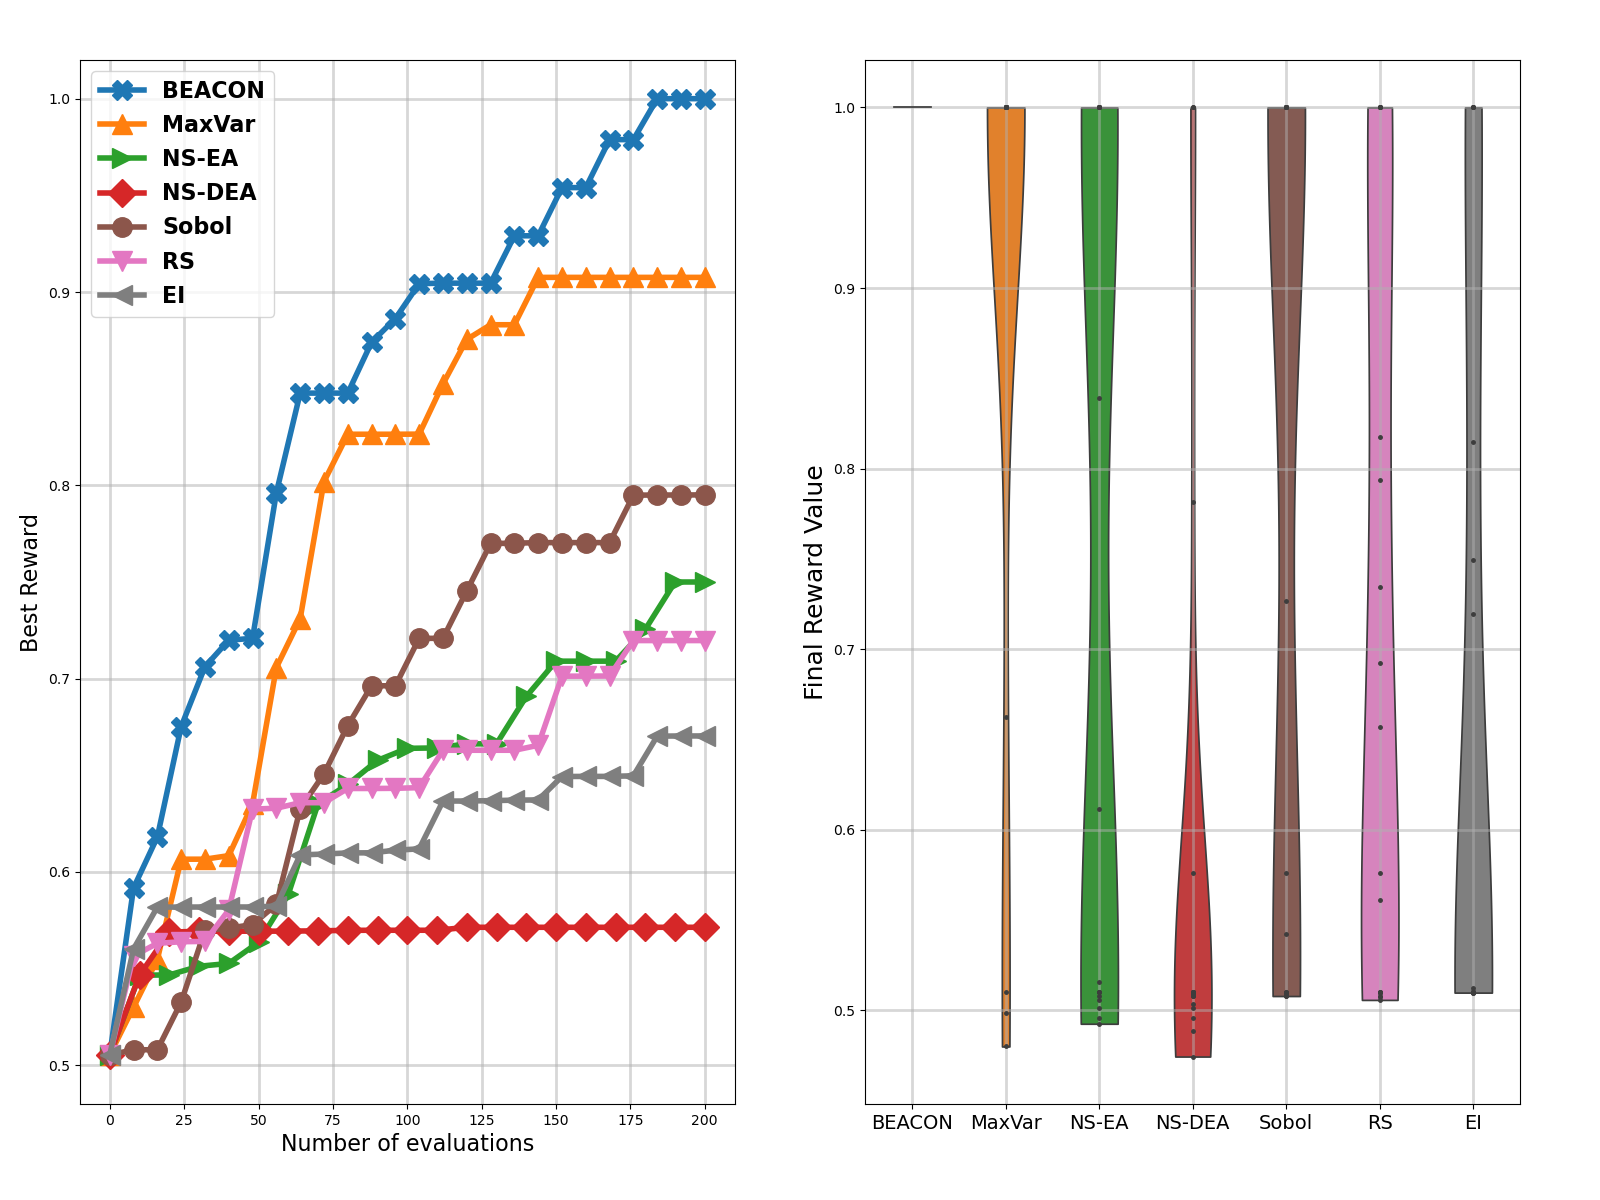 BEACON
MaxVar
NS-EA
NS-DEA
Sobol
RS
EI
1.0
0.9
0.8
0.7
0.6
0.5
Best Reward
0 25 50 75 100 125 150 175 200
Number of evaluations
1.0
0.9
0.8
0.7
0.6
0.5
Final Reward Value
BEACON MaxVar NS-EA NS-DEA Sobol RS EI